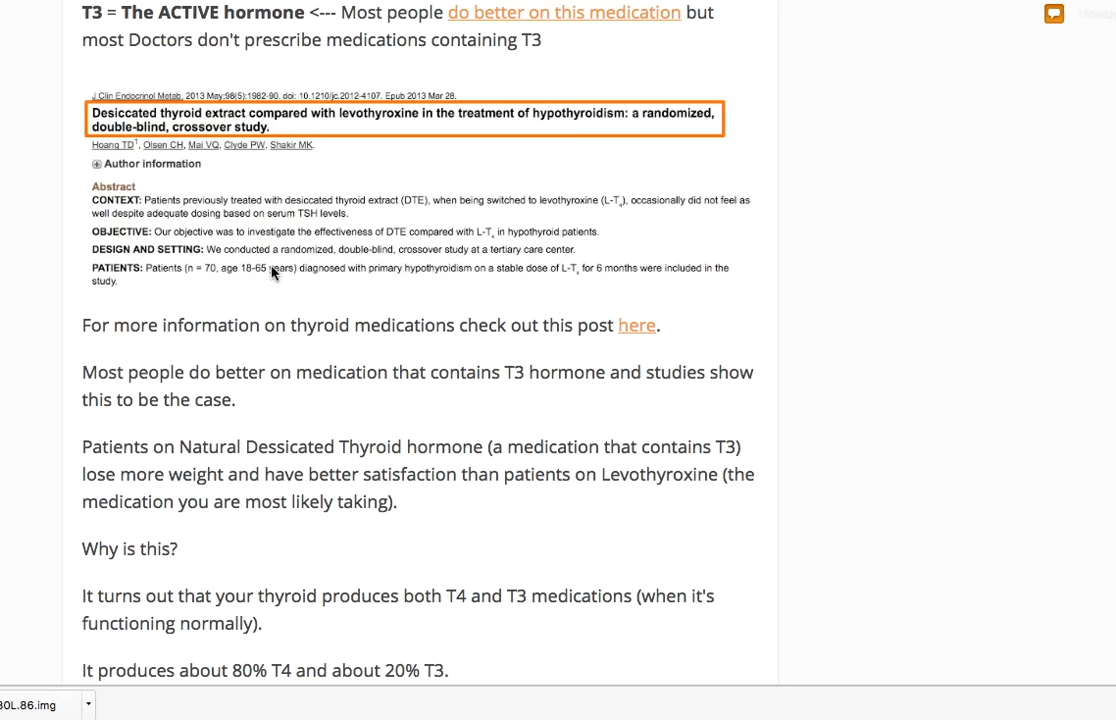 T3 = The ACTIVE hormone <--- Most people do better on this medication but
most Doctors don't prescribe medications containing T3
J Clin Endocrinol Metab. 2013 May;98(5):1982-90. doi: 10.1210/jc.2012-4107. Epub 2013 Mar 28.
Desiccated thyroid extract compared with levothyroxine in the treatment of hypothyroidism: a randomized,
double-blind, crossover study.
Hoang TD1, Olsen CH, Mai VQ, Clyde PW, Shakir MK.
Author information
Abstract
CONTEXT: Patients previously treated with desiccated thyroid extract (DTE), when being switched to levothyroxine (L-T4), occasionally did not feel as
well despite adequate dosing based on serum TSH levels.
OBJECTIVE: Our objective was to investigate the effectiveness of DTE compared with L-T4 in hypothyroid patients.
DESIGN AND SETTING: We conducted a randomized, double-blind, crossover study at a tertiary care center.
PATIENTS: Patients (n = 70, age 18-65 years) diagnosed with primary hypothyroidism on a stable dose of L-T4 for 6 months were included in the
study.
For more information on thyroid medications check out this post here.
Most people do better on medication that contains T3 hormone and studies show
this to be the case.
Patients on Natural Dessicated Thyroid hormone (a medication that contains T3)
lose more weight and have better satisfaction than patients on Levothyroxine (the
medication you are most likely taking).
Why is this?
It turns out that your thyroid produces both T4 and T3 medications (when it's
functioning normally).
It produces about 80% T4 and about 20% T3.
30L.86.img